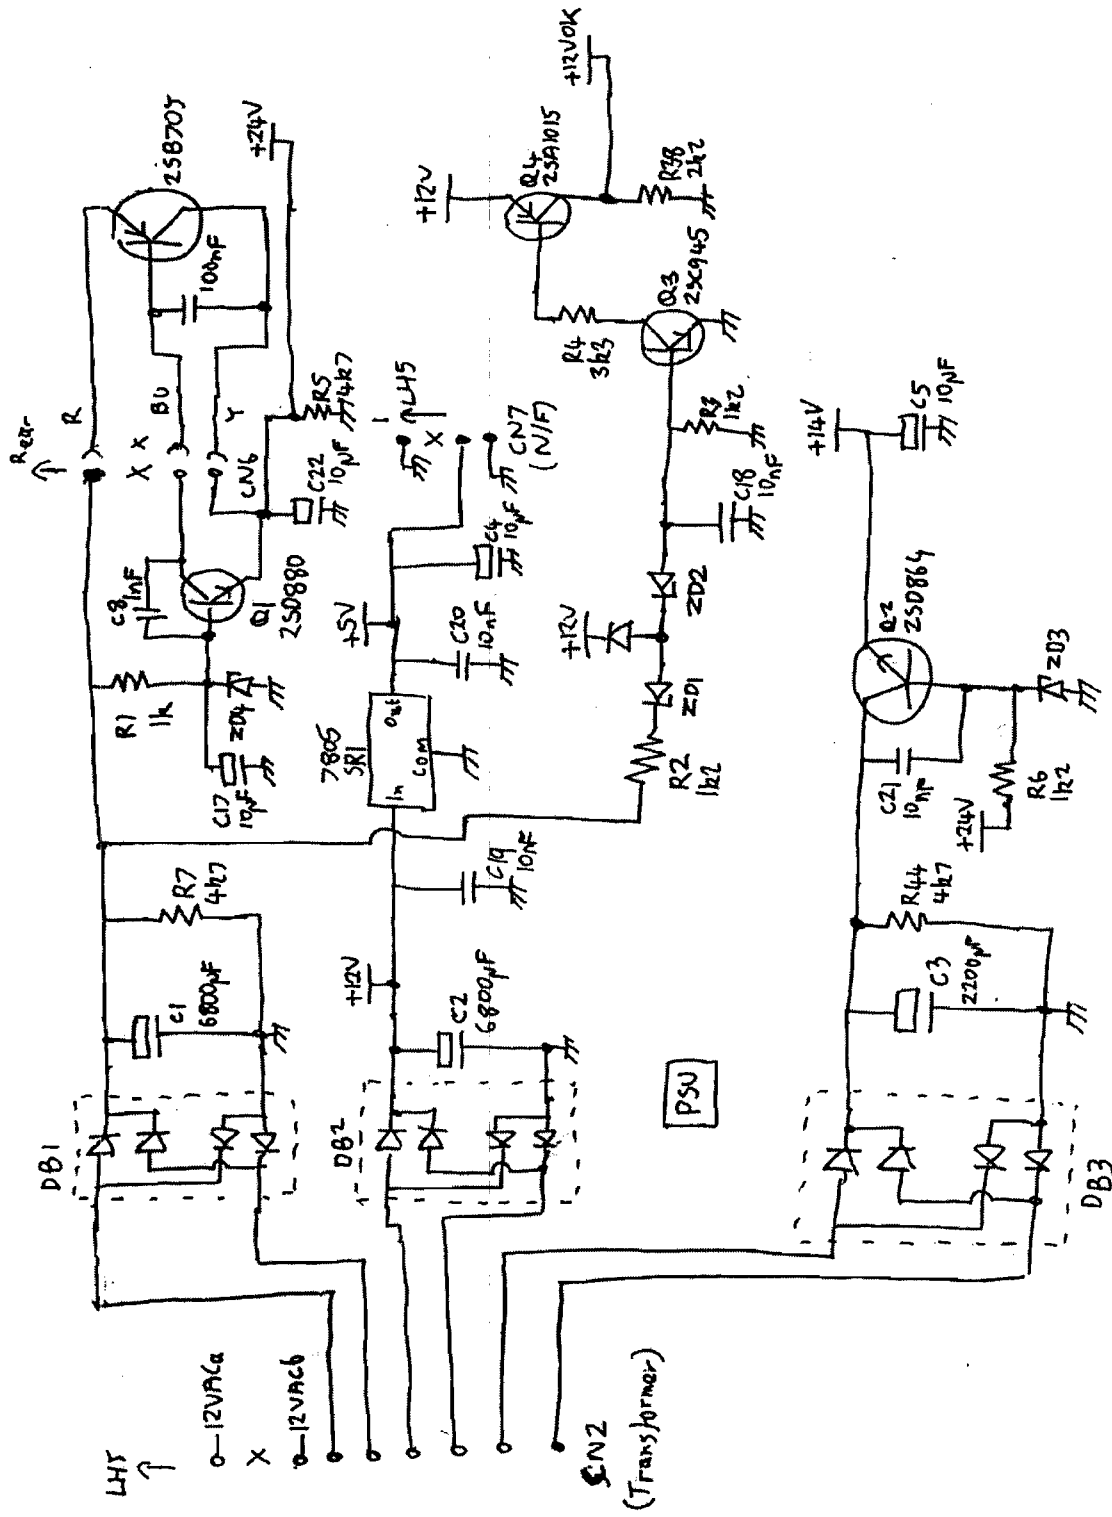 LHS
12VACa
X
12VACb
CN2
(Transformer)
DB1
C1
6800µF
R7
4k7
R1
1k
C17
10µF
ZD4
C8
1nF
Q1
2SD880
Rear
R
X X
BU
Y
CN6
C22
10µF
R5
4k7
100nF
2SB705
+24V
DB2
C2
6800µF
+12V
C19
10nF
7805
SR1
In
Out
COM
+5V
C20
10nF
C4
10µF
1
LHS
X
CN7
(N/F)
R2
1k2
ZD1
+12V
ZD2
C18
10nF
R3
1k2
Q3
2SC945
R4
3k3
+12V
Q4
2SA1015
R38
2k2
+12VOK
PSU
DB3
C3
2200µF
R44
4k7
C21
10nF
+24V
R6
1k2
ZD3
Q2
2SD864
+14V
C5
10µF